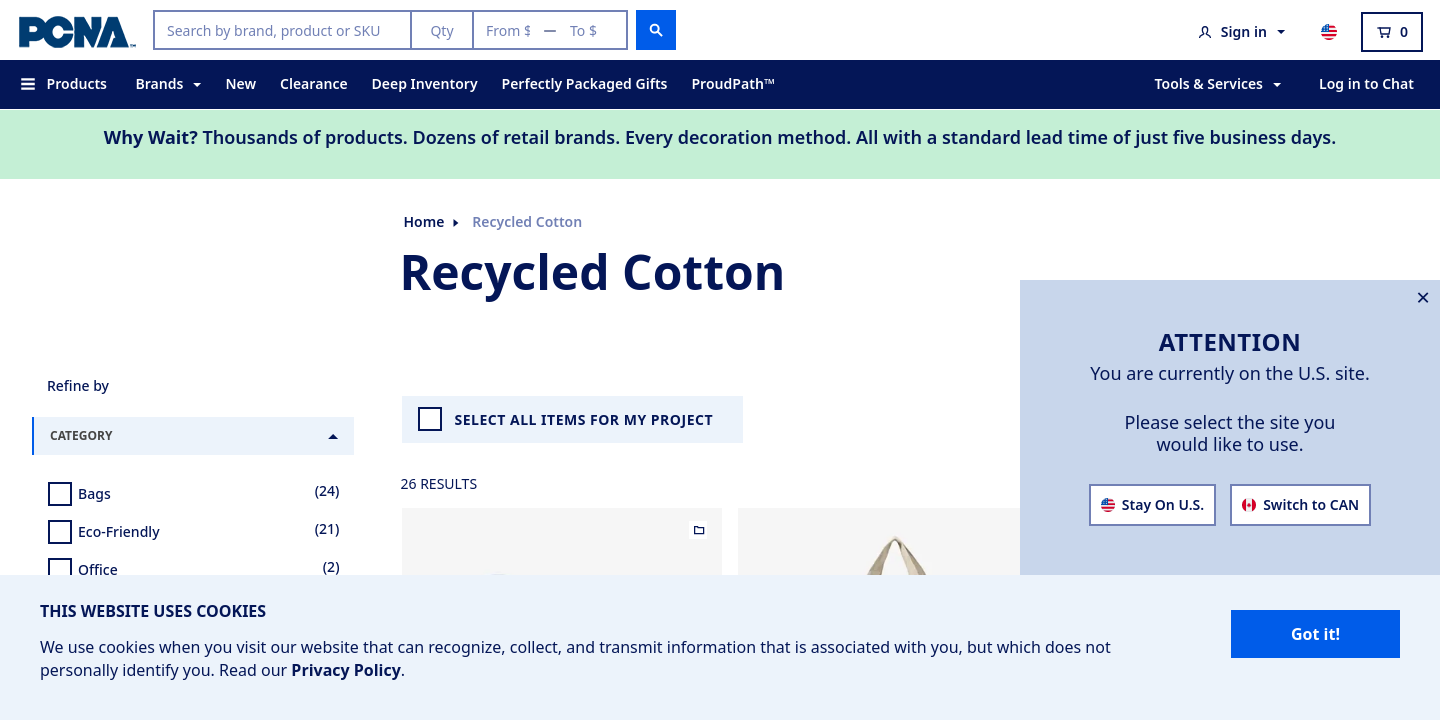 PCNA™
Search by brand, product or SKU
Qty
From $ — To $
Sign in
0
Products
Brands
New
Clearance
Deep Inventory
Perfectly Packaged Gifts
ProudPath™
Tools & Services
Log in to Chat
Why Wait? Thousands of products. Dozens of retail brands. Every decoration method. All with a standard lead time of just five business days.
Home
Recycled Cotton
Recycled Cotton
Refine by
CATEGORY
Bags (24)
Eco-Friendly (21)
Office (2)
SELECT ALL ITEMS FOR MY PROJECT
26 RESULTS
ATTENTION
You are currently on the U.S. site.
Please select the site you
would like to use.
Stay On U.S.
Switch to CAN
THIS WEBSITE USES COOKIES
We use cookies when you visit our website that can recognize, collect, and transmit information that is associated with you, but which does not
personally identify you. Read our Privacy Policy.
Got it!